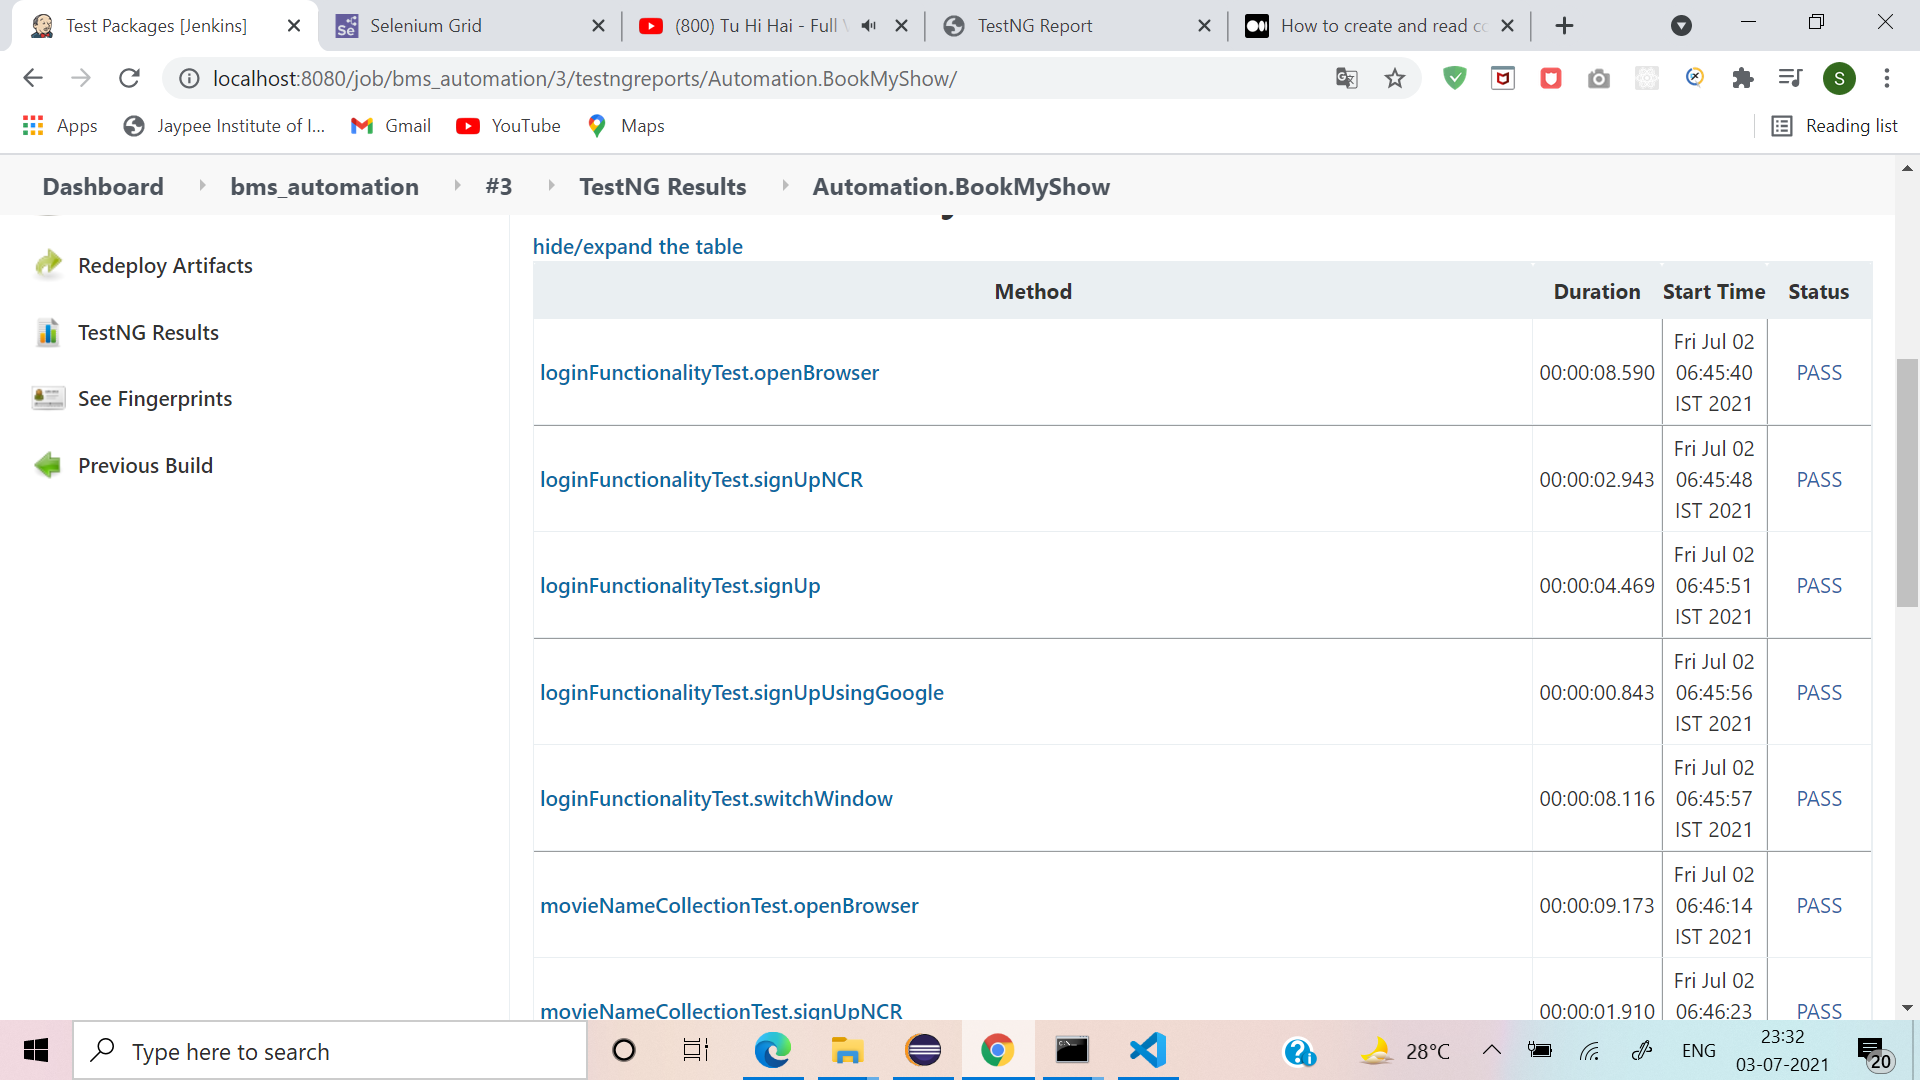 Test Packages [Jenkins]
Selenium Grid
(800) Tu Hi Hai - Full
TestNG Report
How to create and read co
localhost:8080/job/bms_automation/3/testngreports/Automation.BookMyShow/
S
Apps
Jaypee Institute of I...
Gmail
YouTube
Maps
Reading list
Dashboard
bms_automation
#3
TestNG Results
Automation.BookMyShow
Redeploy Artifacts
TestNG Results
See Fingerprints
Previous Build
hide/expand the table
Method Duration Start Time Status
loginFunctionalityTest.openBrowser 00:00:08.590 Fri Jul 02 06:45:40 IST 2021 PASS
loginFunctionalityTest.signUpNCR 00:00:02.943 Fri Jul 02 06:45:48 IST 2021 PASS
loginFunctionalityTest.signUp 00:00:04.469 Fri Jul 02 06:45:51 IST 2021 PASS
loginFunctionalityTest.signUpUsingGoogle 00:00:00.843 Fri Jul 02 06:45:56 IST 2021 PASS
loginFunctionalityTest.switchWindow 00:00:08.116 Fri Jul 02 06:45:57 IST 2021 PASS
movieNameCollectionTest.openBrowser 00:00:09.173 Fri Jul 02 06:46:14 IST 2021 PASS
movieNameCollectionTest.signUpNCR 00:00:01.910 Fri Jul 02 06:46:23 PASS
Type here to search
28°C
ENG
23:32
03-07-2021
20